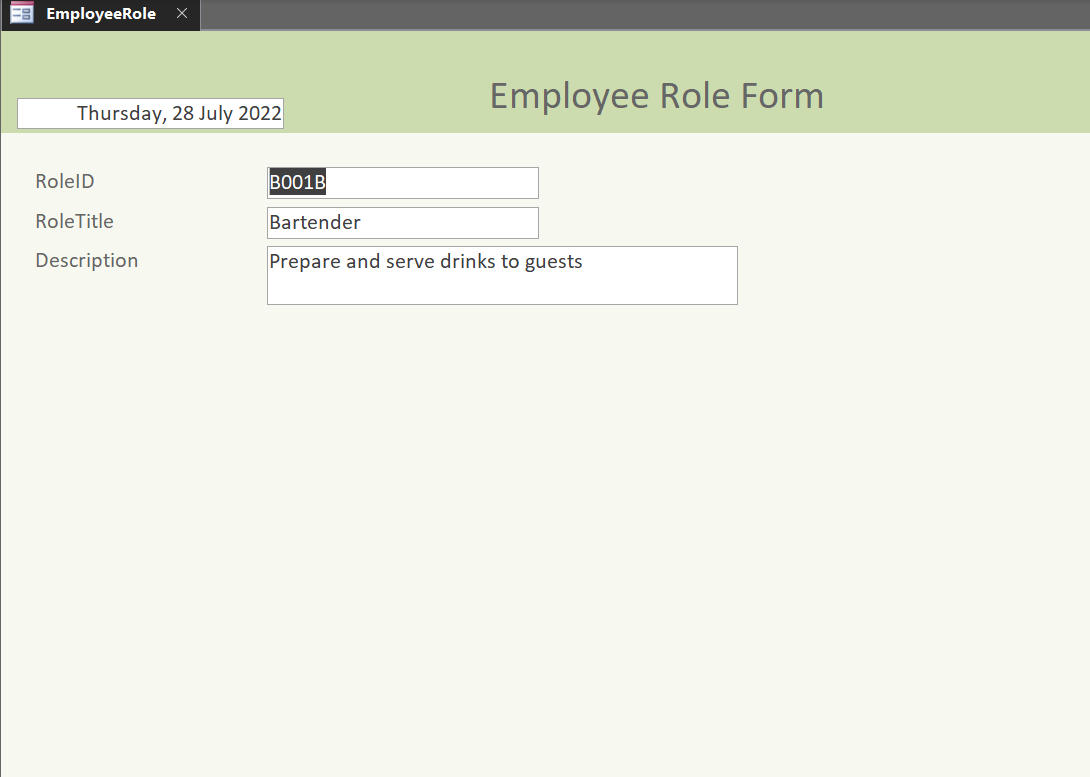 EmployeeRole
Employee Role Form
Thursday, 28 July 2022
RoleID B001B
RoleTitle Bartender
Description Prepare and serve drinks to guests